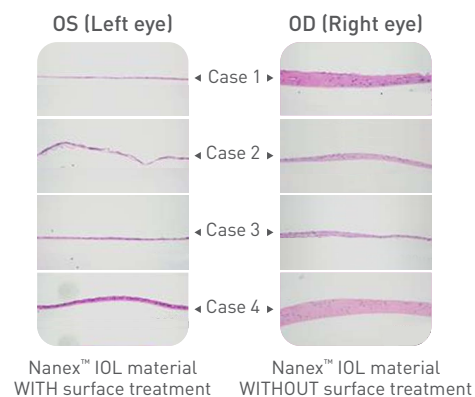 OS (Left eye)
OD (Right eye)
◂ Case 1 ▸
◂ Case 2 ▸
◂ Case 3 ▸
◂ Case 4 ▸
Nanex™ IOL material
WITH surface treatment
Nanex™ IOL material
WITHOUT surface treatment